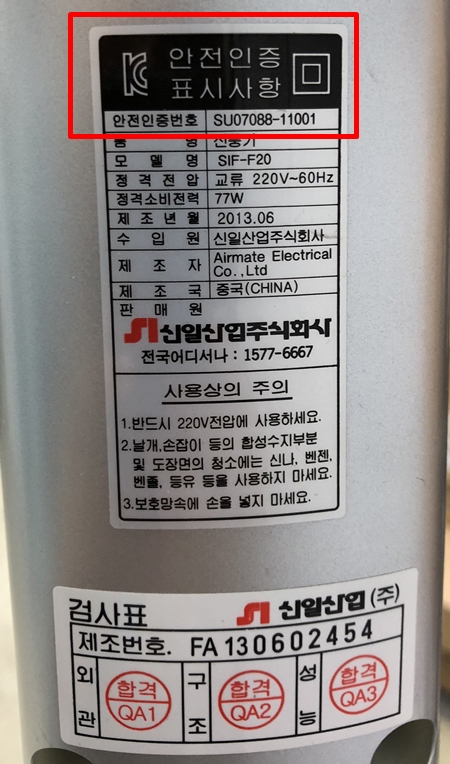 안전인증
표시사항
안전인증번호 SU07088-11001
품 명 선풍기
모 델 명 SIF-F20
정격전압 교류 220V~60Hz
정격소비전력 77W
제조년월 2013.06
수 입 원 신일산업주식회사
제 조 자 Airmate Electrical Co.,Ltd
제 조 국 중국(CHINA)
판 매 원
신일산업주식회사
전국어디서나 : 1577-6667
사용상의 주의
1.반드시 220V전압에 사용하세요.
2.날개,손잡이 등의 합성수지부분
및 도장면의 청소에는 신나, 벤젠,
벤졸, 등유 등을 사용하지 마세요.
3.보호망속에 손을 넣지 마세요.
검사표 신일산업(주)
제조번호. FA130602454
외관 합격 QA1 구조 합격 QA2 성능 합격 QA3